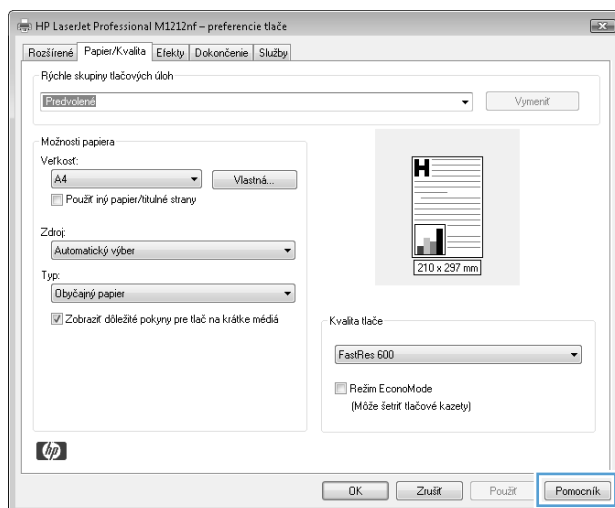 HP LaserJet Professional M1212nf – preferencie tlače
Rozšírené Papier/Kvalita Efekty Dokončenie Služby
Rýchle skupiny tlačových úloh
Predvolené Vymeniť
Možnosti papiera
Veľkosť:
A4 Vlastná...
Použiť iný papier/titulné strany
Zdroj:
Automatický výber
Typ:
Obyčajný papier
Zobraziť dôležité pokyny pre tlač na krátke médiá
H
210 x 297 mm
Kvalita tlače
FastRes 600
Režim EconoMode
(Môže šetriť tlačové kazety)
hp
OK Zrušiť Použiť Pomocník